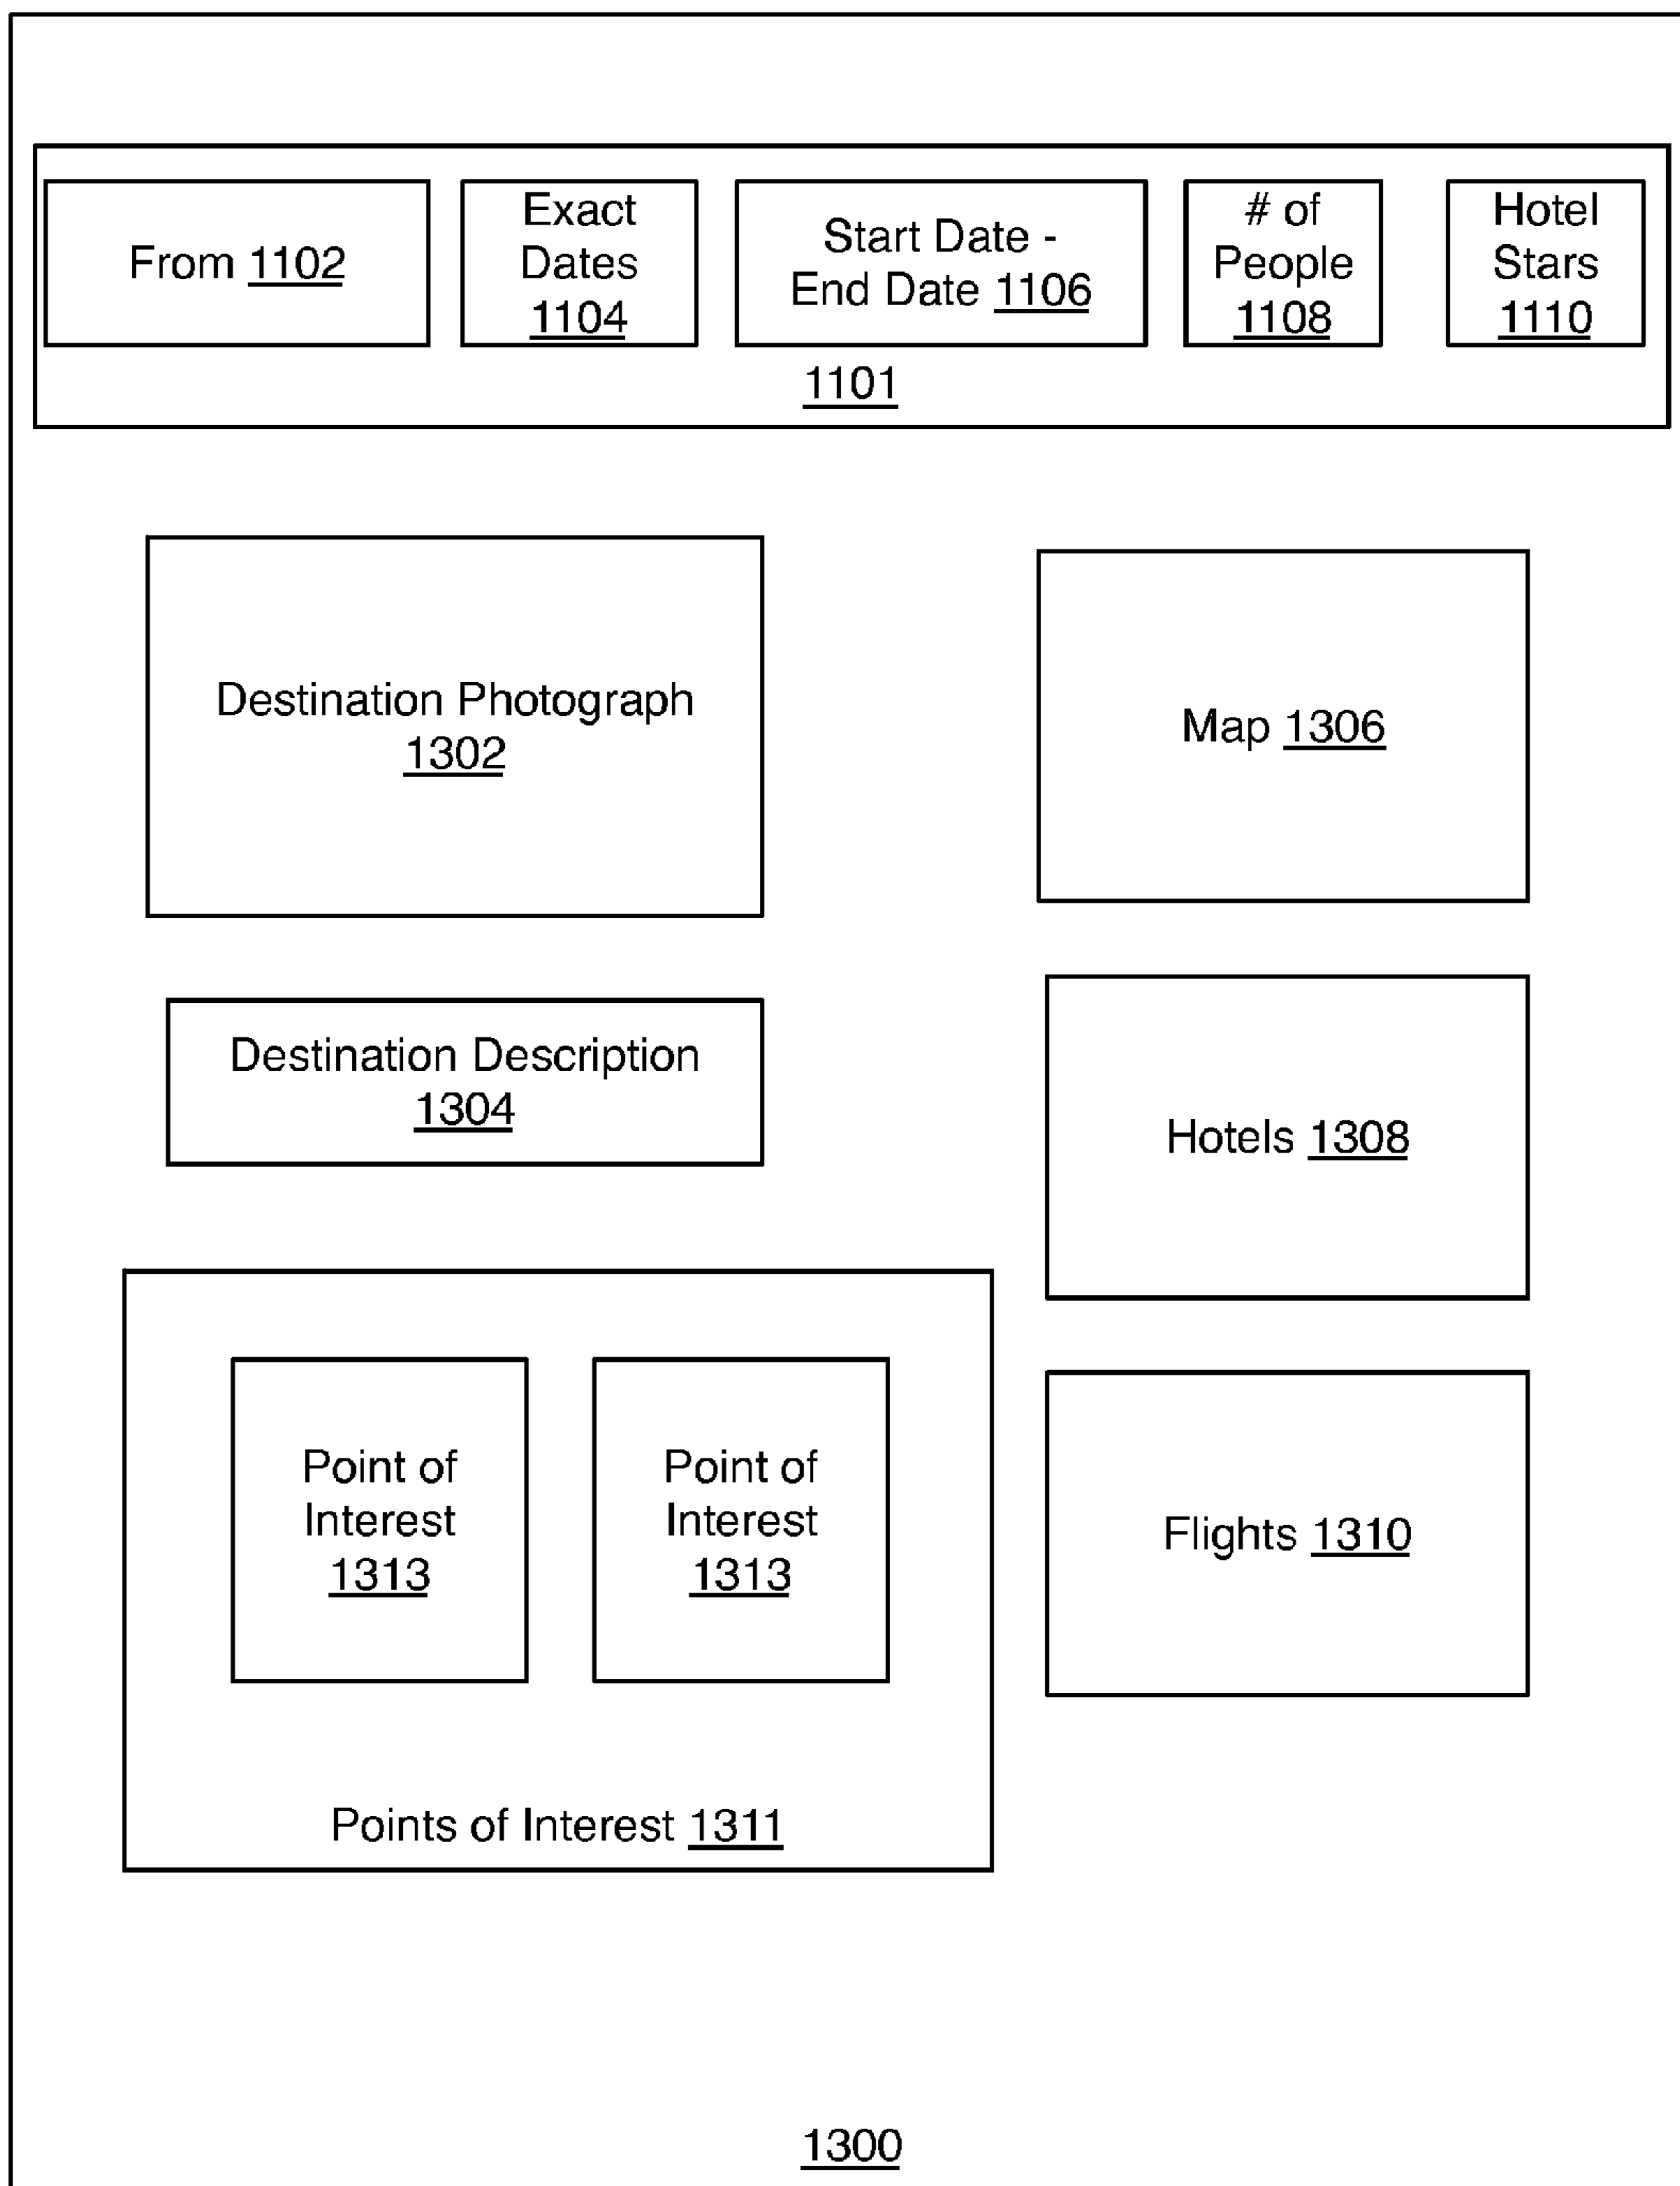 From 1102
Exact
Dates
1104
Start Date -
End Date 1106
# of
People
1108
Hotel
Stars
1110
1101
Destination Photograph
1302
Map 1306
Destination Description
1304
Hotels 1308
Point of
Interest
1313
Point of
Interest
1313
Flights 1310
Points of Interest 1311
1300